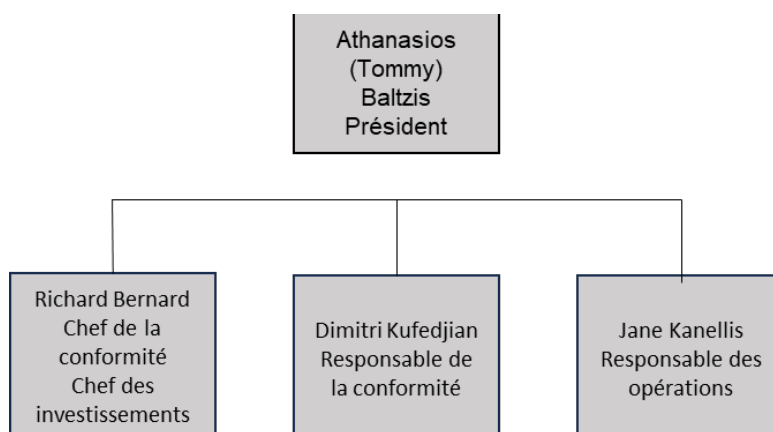 Athanasios
(Tommy)
Baltzis
Président
Richard Bernard
Chef de la
conformité
Chef des
investissements
Dimitri Kufedjian
Responsable de
la conformité
Jane Kanellis
Responsable des
opérations